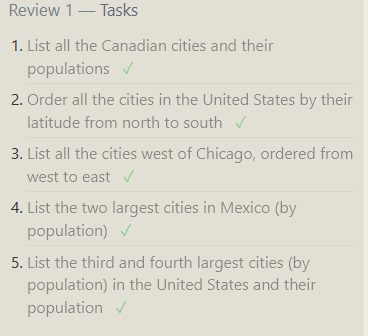 Review 1 — Tasks
1. List all the Canadian cities and their
populations ✓
2. Order all the cities in the United States by their
latitude from north to south ✓
3. List all the cities west of Chicago, ordered from
west to east ✓
4. List the two largest cities in Mexico (by
population) ✓
5. List the third and fourth largest cities (by
population) in the United States and their
population ✓